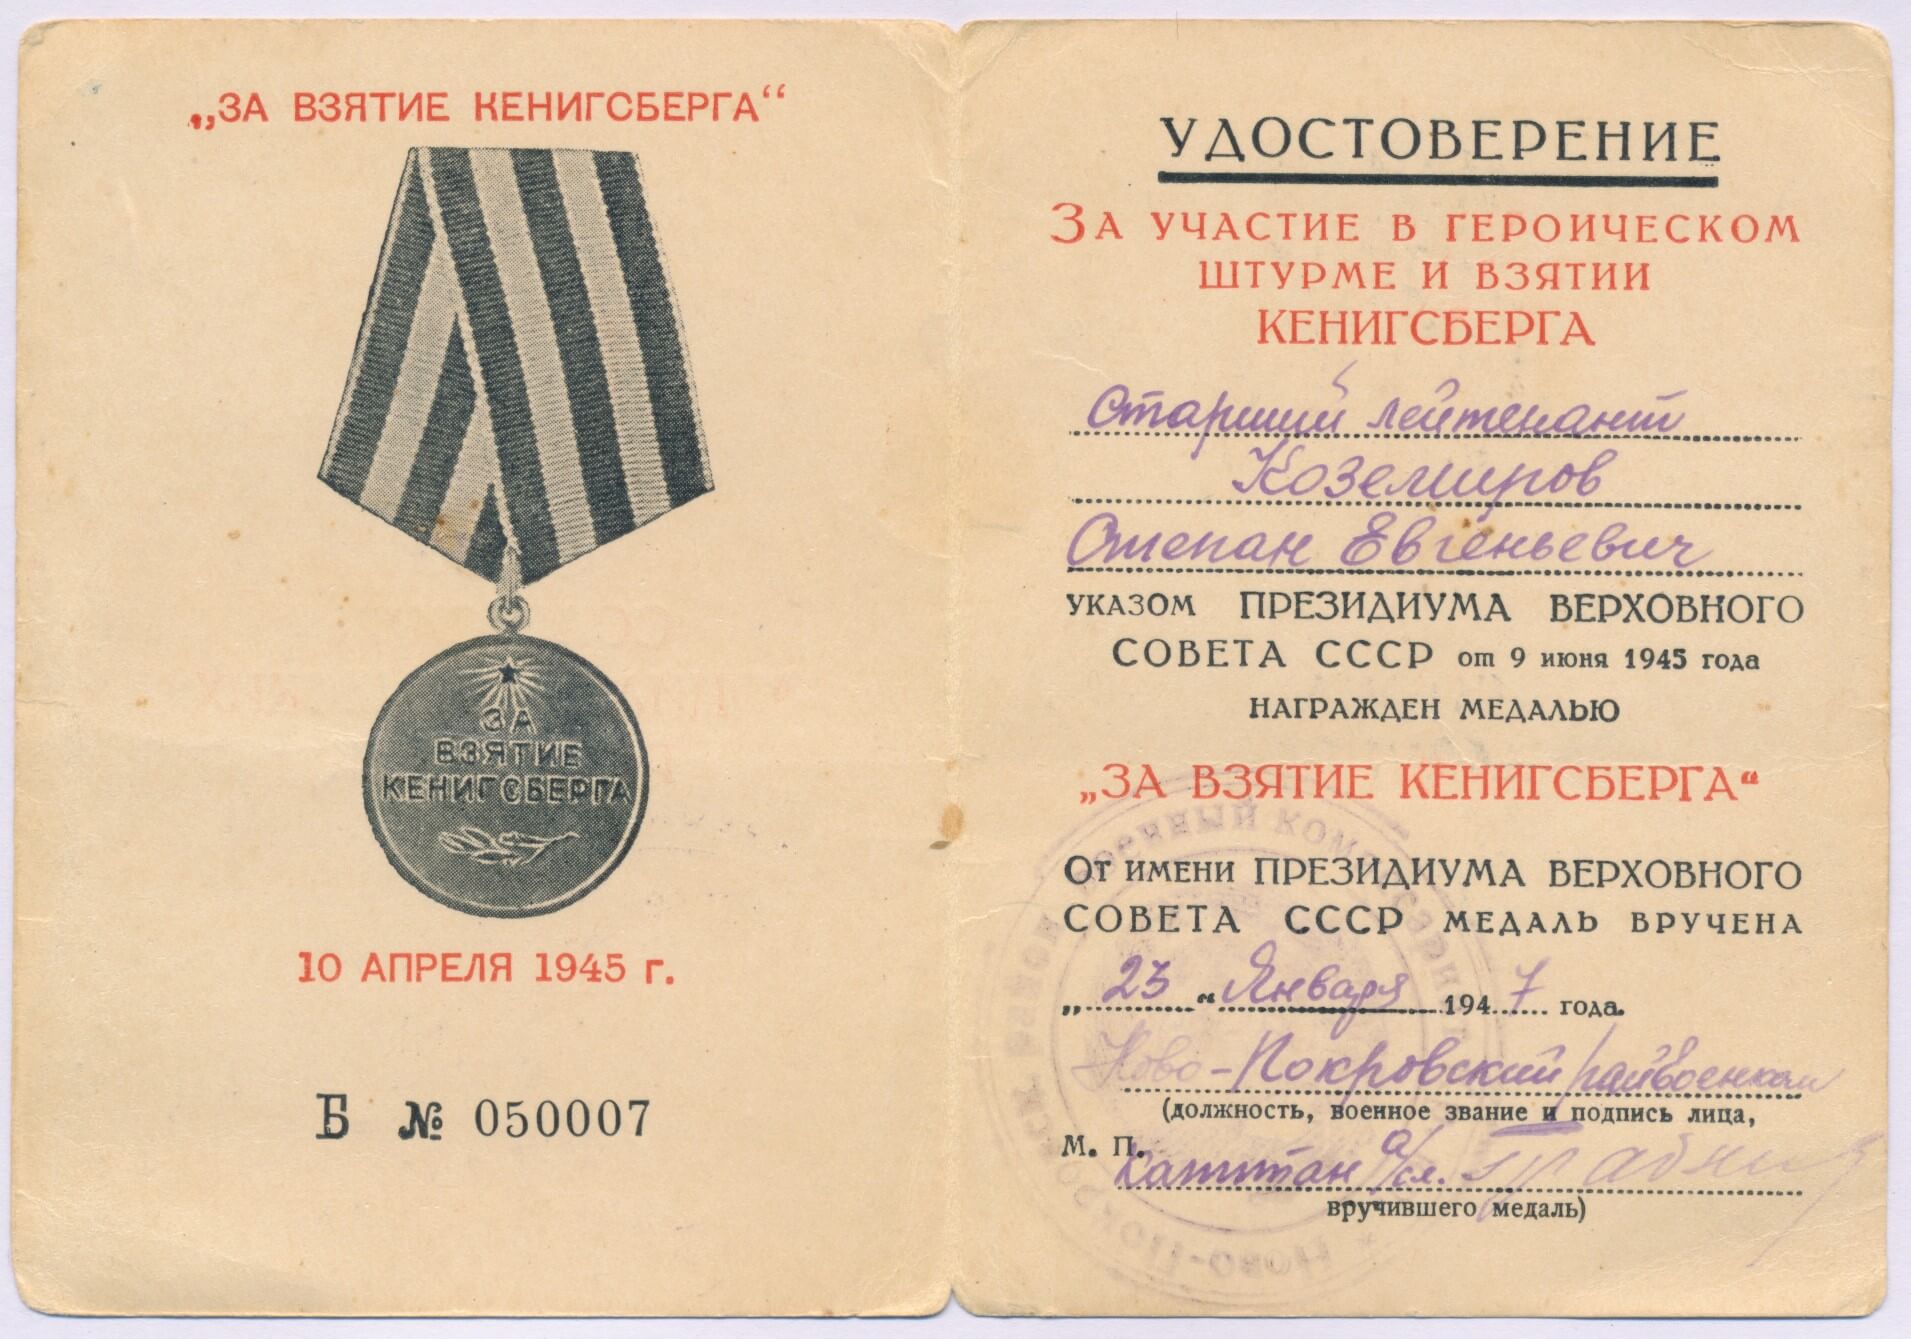 „ЗА ВЗЯТИЕ КЕНИГСБЕРГА“
ЗА
ВЗЯТИЕ
КЕНИГСБЕРГА
10 АПРЕЛЯ 1945 г.
Б № 050007
УДОСТОВЕРЕНИЕ
ЗА УЧАСТИЕ В ГЕРОИЧЕСКОМ
ШТУРМЕ И ВЗЯТИИ
КЕНИГСБЕРГА
Старший лейтенант
Коземиров
Степан Евгеньевич
УКАЗОМ ПРЕЗИДИУМА ВЕРХОВНОГО
СОВЕТА СССР от 9 июня 1945 года
НАГРАЖДЕН МЕДАЛЬЮ
„ЗА ВЗЯТИЕ КЕНИГСБЕРГА“
ОТ ИМЕНИ ПРЕЗИДИУМА ВЕРХОВНОГО
СОВЕТА СССР МЕДАЛЬ ВРУЧЕНА
„23“ Января 1947 года.
Ново-Покровский райвоенком
(должность, военное звание и подпись лица,
М. П.
Капитан а/сл.
вручившего медаль)